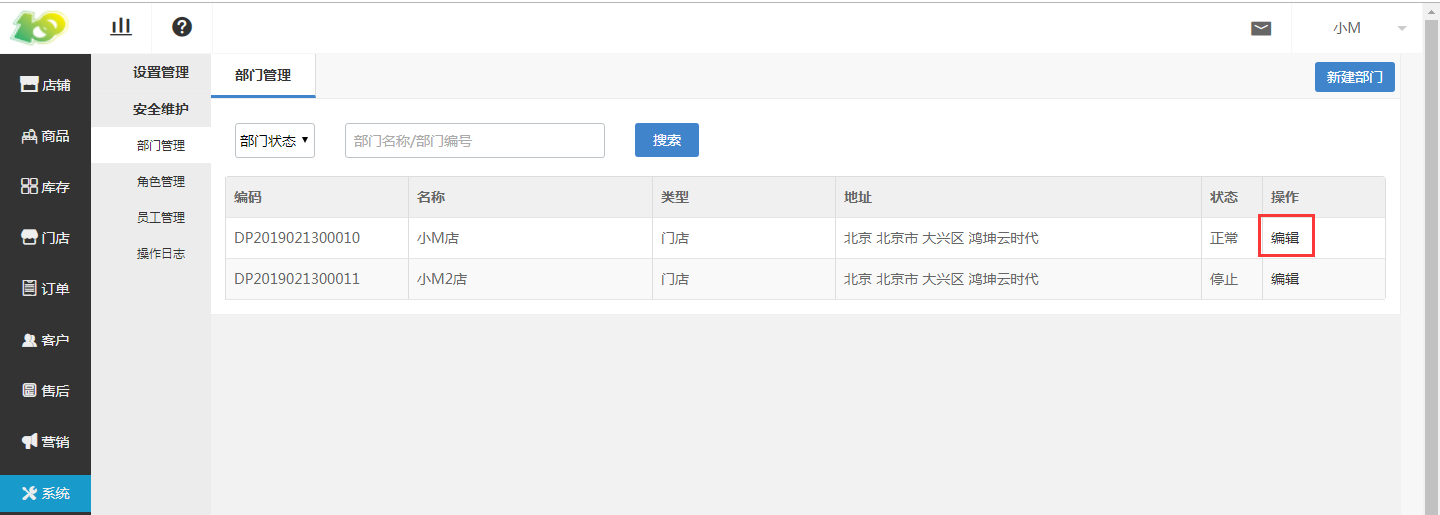 小M
店铺
商品
库存
门店
订单
客户
售后
营销
系统
设置管理
安全维护
部门管理
角色管理
员工管理
操作日志
部门管理
新建部门
部门状态 部门名称/部门编号 搜索
编码 名称 类型 地址 状态 操作
DP2019021300010 小M店 门店 北京 北京市 大兴区 鸿坤云时代 正常 编辑
DP2019021300011 小M2店 门店 北京 北京市 大兴区 鸿坤云时代 停止 编辑